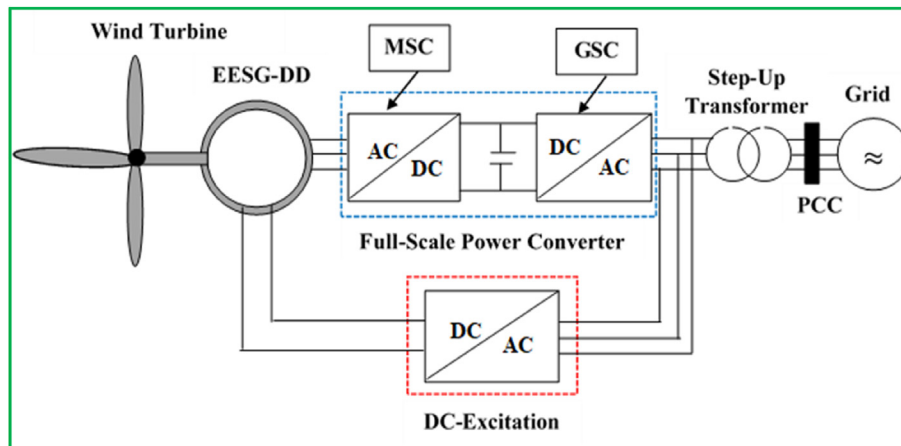 Wind Turbine
EESG-DD
MSC
GSC
Step-Up
Transformer
Grid
AC
DC
DC
AC
≈
PCC
Full-Scale Power Converter
DC
AC
DC-Excitation